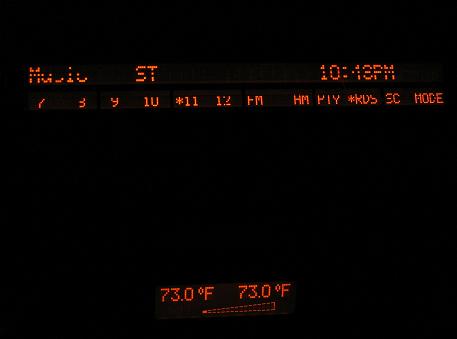 Music ST 10:48PM
7 8 9 10 *11 12 FM AM PTY *RDS SC MODE
73.0 °F 73.0 °F